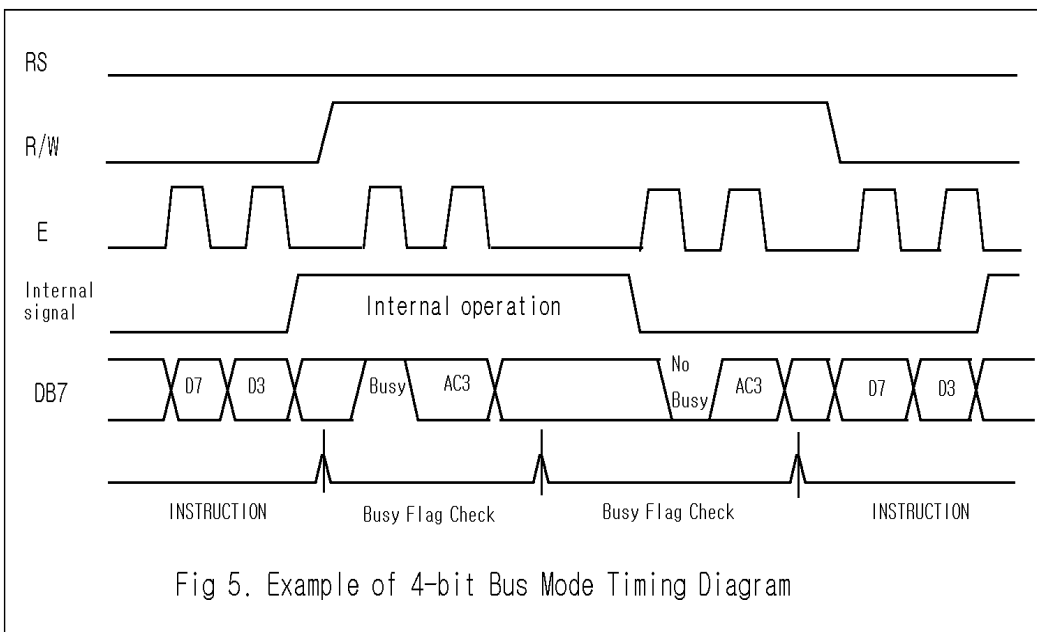 RS
R/W
E
Internal
signal
Internal operation
DB7
D7
D3
Busy
AC3
No
Busy
AC3
D7
D3
INSTRUCTION
Busy Flag Check
Busy Flag Check
INSTRUCTION
Fig 5. Example of 4-bit Bus Mode Timing Diagram